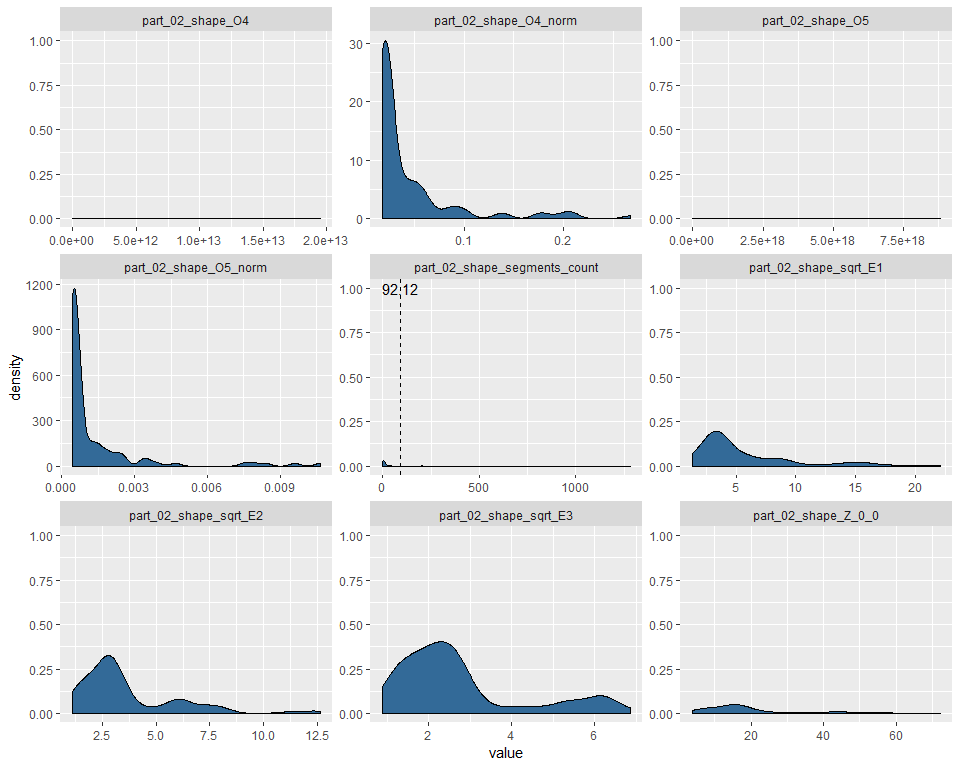 part_02_shape_O4
part_02_shape_O4_norm
part_02_shape_O5
1.00
0.75
0.50
0.25
0.00
0.0e+00 5.0e+12 1.0e+13 1.5e+13 2.0e+13
30
20
10
0
0.1 0.2
1.00
0.75
0.50
0.25
0.00
0.0e+00 2.5e+18 5.0e+18 7.5e+18
part_02_shape_O5_norm
part_02_shape_segments_count
part_02_shape_sqrt_E1
1200
900
600
300
0
0.000 0.003 0.006 0.009
92 12
1.00
0.75
0.50
0.25
0.00
0 500 1000
1.00
0.75
0.50
0.25
0.00
5 10 15 20
density
part_02_shape_sqrt_E2
part_02_shape_sqrt_E3
part_02_shape_Z_0_0
1.00
0.75
0.50
0.25
0.00
2.5 5.0 7.5 10.0 12.5
1.00
0.75
0.50
0.25
0.00
2 4 6
1.00
0.75
0.50
0.25
0.00
20 40 60
value